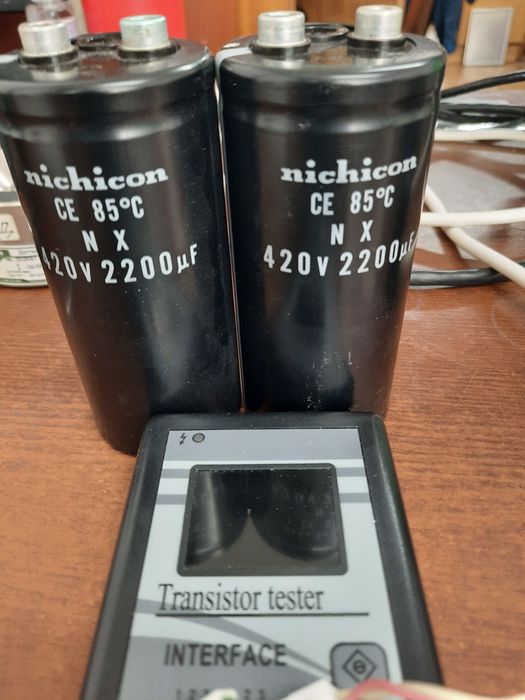 nichicon
CE 85°C
N X
420V 2200μF
nichicon
CE 85°C
N X
420V 2200μF
Transistor tester
INTERFACE